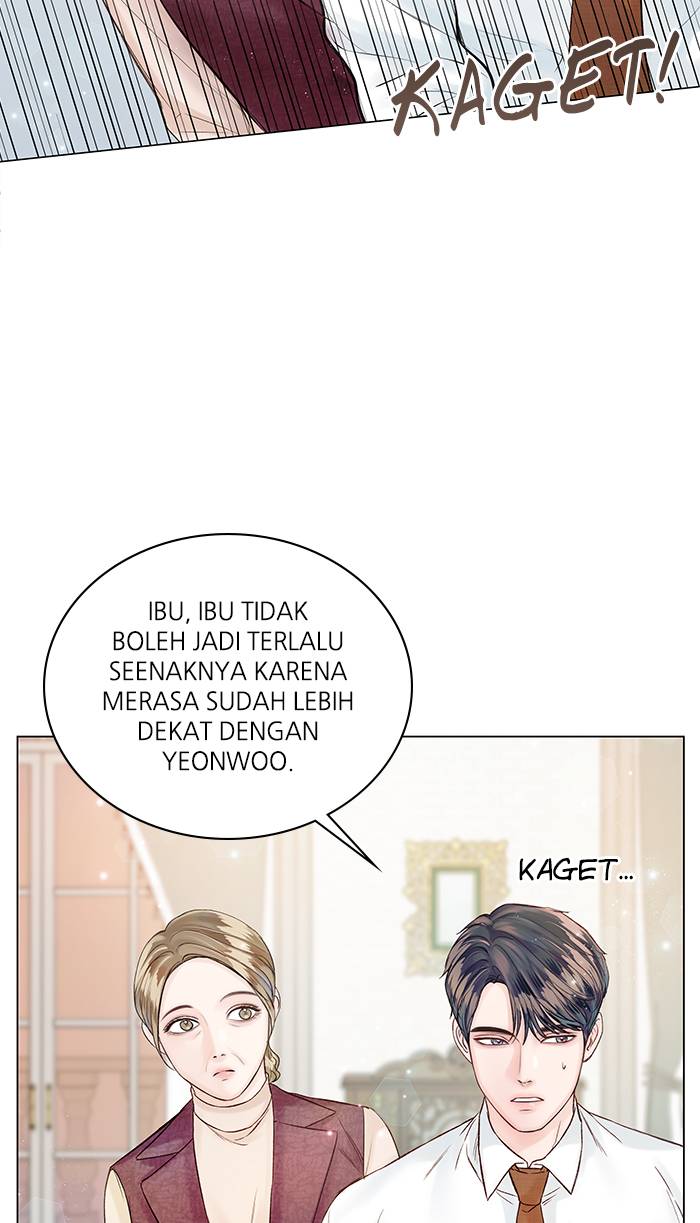 KAGET!
IBU, IBU TIDAK
BOLEH JADI TERLALU
SEENAKNYA KARENA
MERASA SUDAH LEBIH
DEKAT DENGAN
YEONWOO.
KAGET...